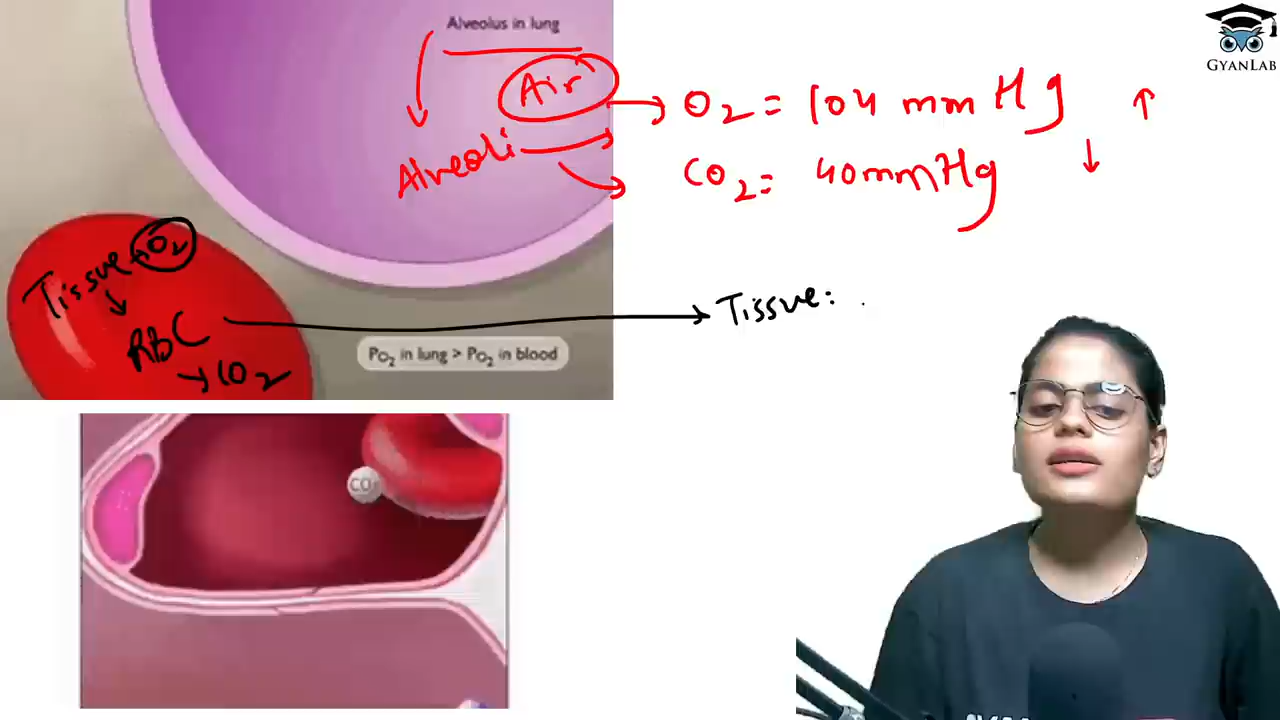 Alveolus in lung
Air
O2 = 104 mmHg ↑
Alveoli
CO2 = 40mmHg ↓
Tissue → O2
RbC
→ CO2
Tissue:
PO2 in lung > PO2 in blood
CO
GYANLAB